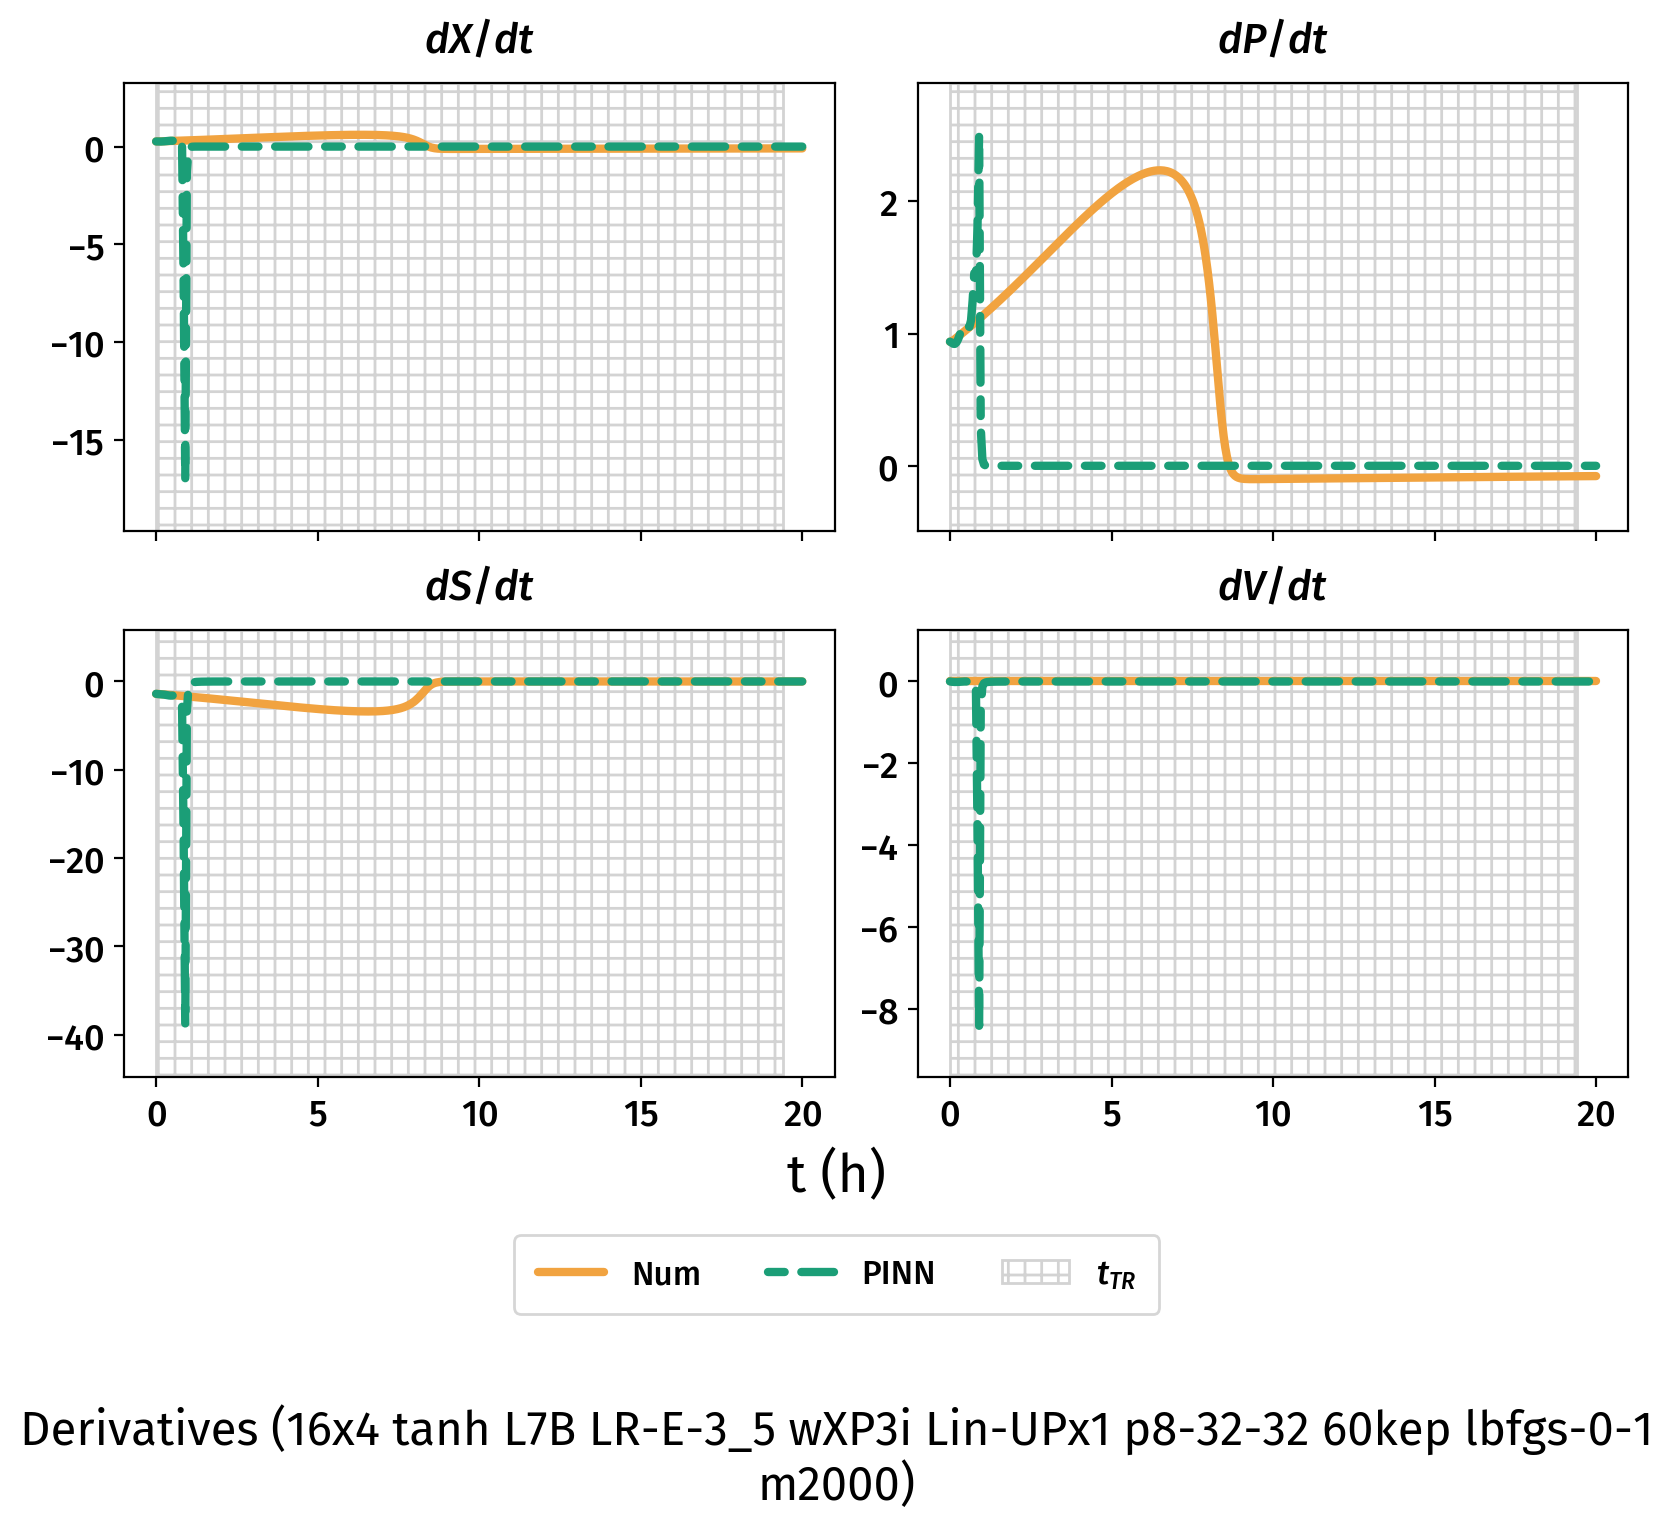 dX/dt
dP/dt
0
−5
−10
−15
2
1
0
dS/dt
dV/dt
0
−10
−20
−30
−40
0
−2
−4
−6
−8
0 5 10 15 20
0 5 10 15 20
t (h)
Num PINN t_TR
Derivatives (16x4 tanh L7B LR-E-3_5 wXP3i Lin-UPx1 p8-32-32 60kep lbfgs-0-1
m2000)